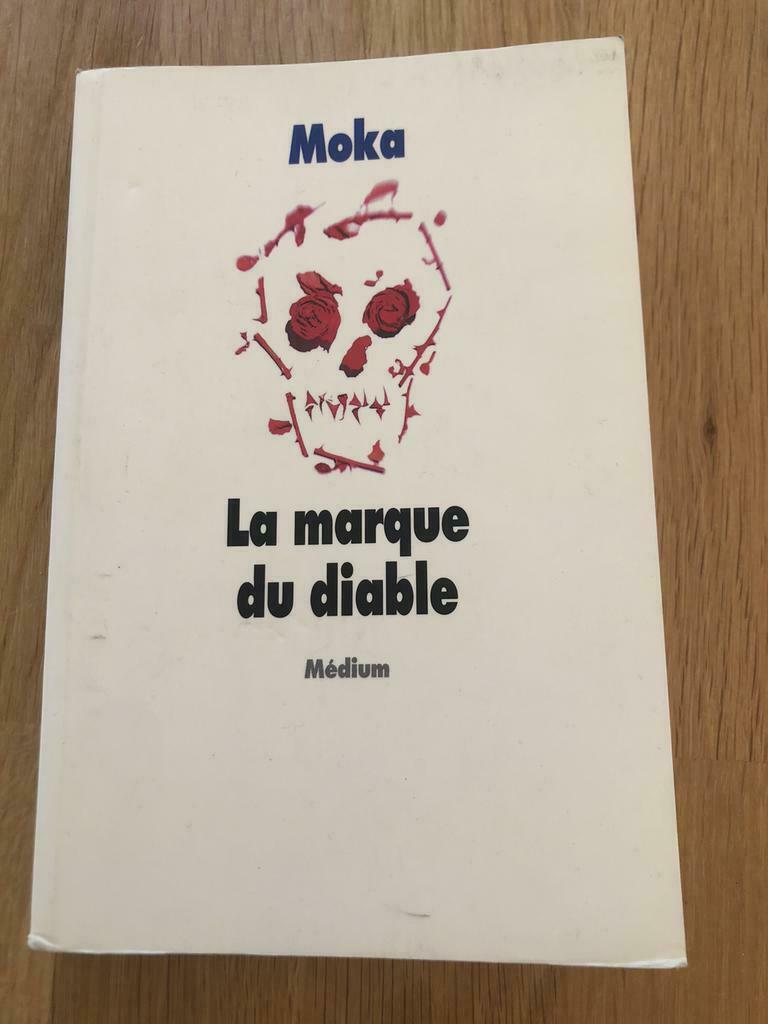 Moka
La marque
du diable
Médium